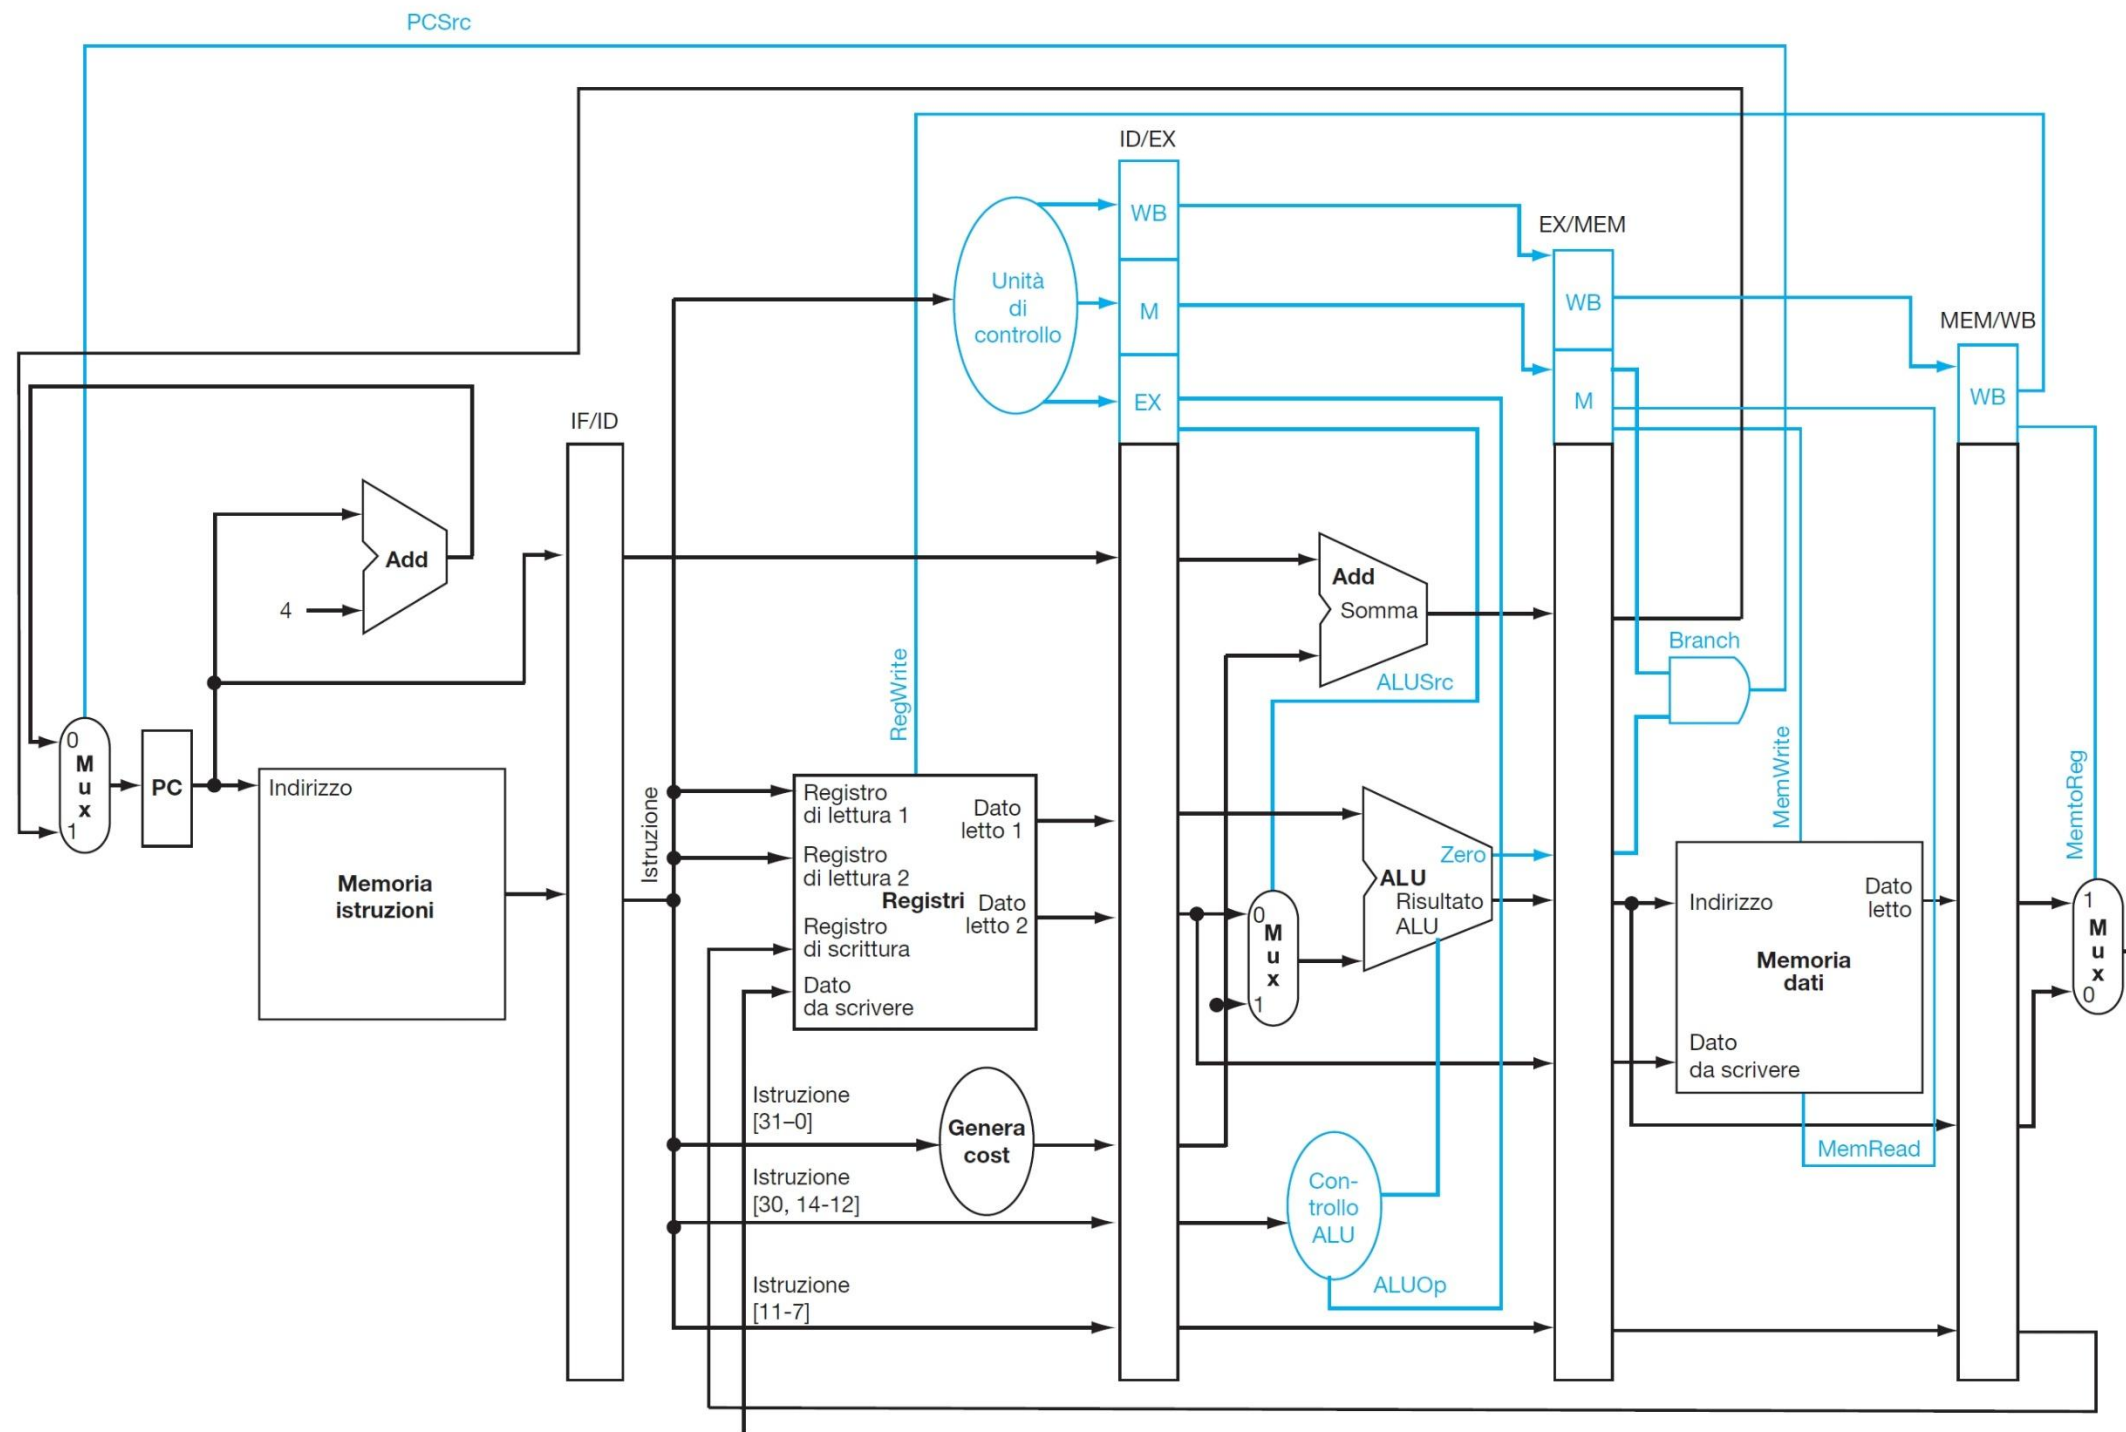 PCSrc
ID/EX
WB
EX/MEM
Unità
di
controllo
M
WB
MEM/WB
EX
M
WB
IF/ID
Add
4
Add
Somma
Branch
RegWrite
ALUSrc
MemWrite
MemtoReg
0
M
u
x
1
PC
Indirizzo
Memoria
istruzioni
Istruzione
Registro
di lettura 1
Registro
di lettura 2
Registri
Registro
di scrittura
Dato
da scrivere
Dato
letto 1
Dato
letto 2
0
M
u
x
1
Zero
ALU
Risultato
ALU
Indirizzo
Dato
letto
Memoria
dati
Dato
da scrivere
1
M
u
x
0
MemRead
Istruzione
[31–0]
Genera
cost
Istruzione
[30, 14-12]
Con-
trollo
ALU
ALUOp
Istruzione
[11-7]